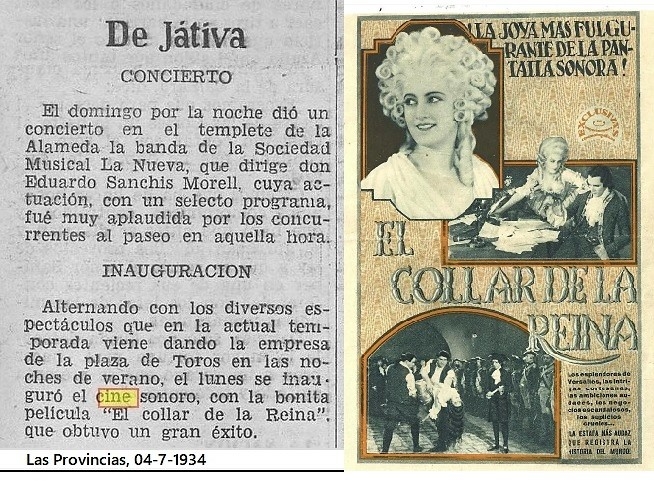 De Játiva
CONCIERTO
El domingo por la noche dió un
concierto en el templete de la
Alameda la banda de la Sociedad
Musical La Nueva, que dirige don
Eduardo Sanchis Morell, cuya ac-
tuación, con un selecto programa,
fué muy aplaudida por los concu-
rrentes al paseo en aquella hora.
INAUGURACION
Alternando con los diversos es-
pectáculos que en la actual tem-
porada viene dando la empresa
de la plaza de Toros en las no-
ches de verano, el lunes se inau-
guró el cine sonoro, con la bonita
película "El collar de la Reina",
que obtuvo un gran éxito.
Las Provincias, 04-7-1934
¡LA JOYA MAS FULGU-
RANTE DE LA PAN-
TALLA SONORA!
EXCLUSIVAS
EL
COLLAR DE LA
REINA
Los esplendores de
Versalles, las intri-
gas cortesanas,
las ambiciones au-
daces, los nego-
cios escandalosos,
los suplicios
crueles...
LA ESTAFA MÁS AUDAZ
QUE REGISTRA LA
HISTORIA DEL MUNDO.